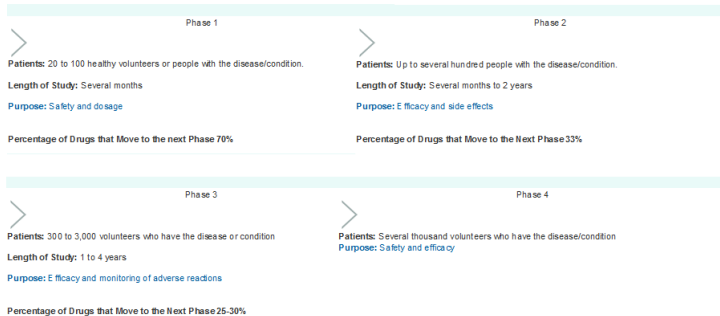 Phase 1
Patients: 20 to 100 healthy volunteers or people with the disease/condition.
Length of Study: Several months
Purpose: Safety and dosage
Percentage of Drugs that Move to the next Phase 70%
Phase 2
Patients: Up to several hundred people with the disease/condition.
Length of Study: Several months to 2 years
Purpose: Efficacy and side effects
Percentage of Drugs that Move to the Next Phase 33%
Phase 3
Patients: 300 to 3,000 volunteers who have the disease or condition
Length of Study: 1 to 4 years
Purpose: Efficacy and monitoring of adverse reactions
Percentage of Drugs that Move to the Next Phase 25-30%
Phase 4
Patients: Several thousand volunteers who have the disease/condition
Purpose: Safety and efficacy